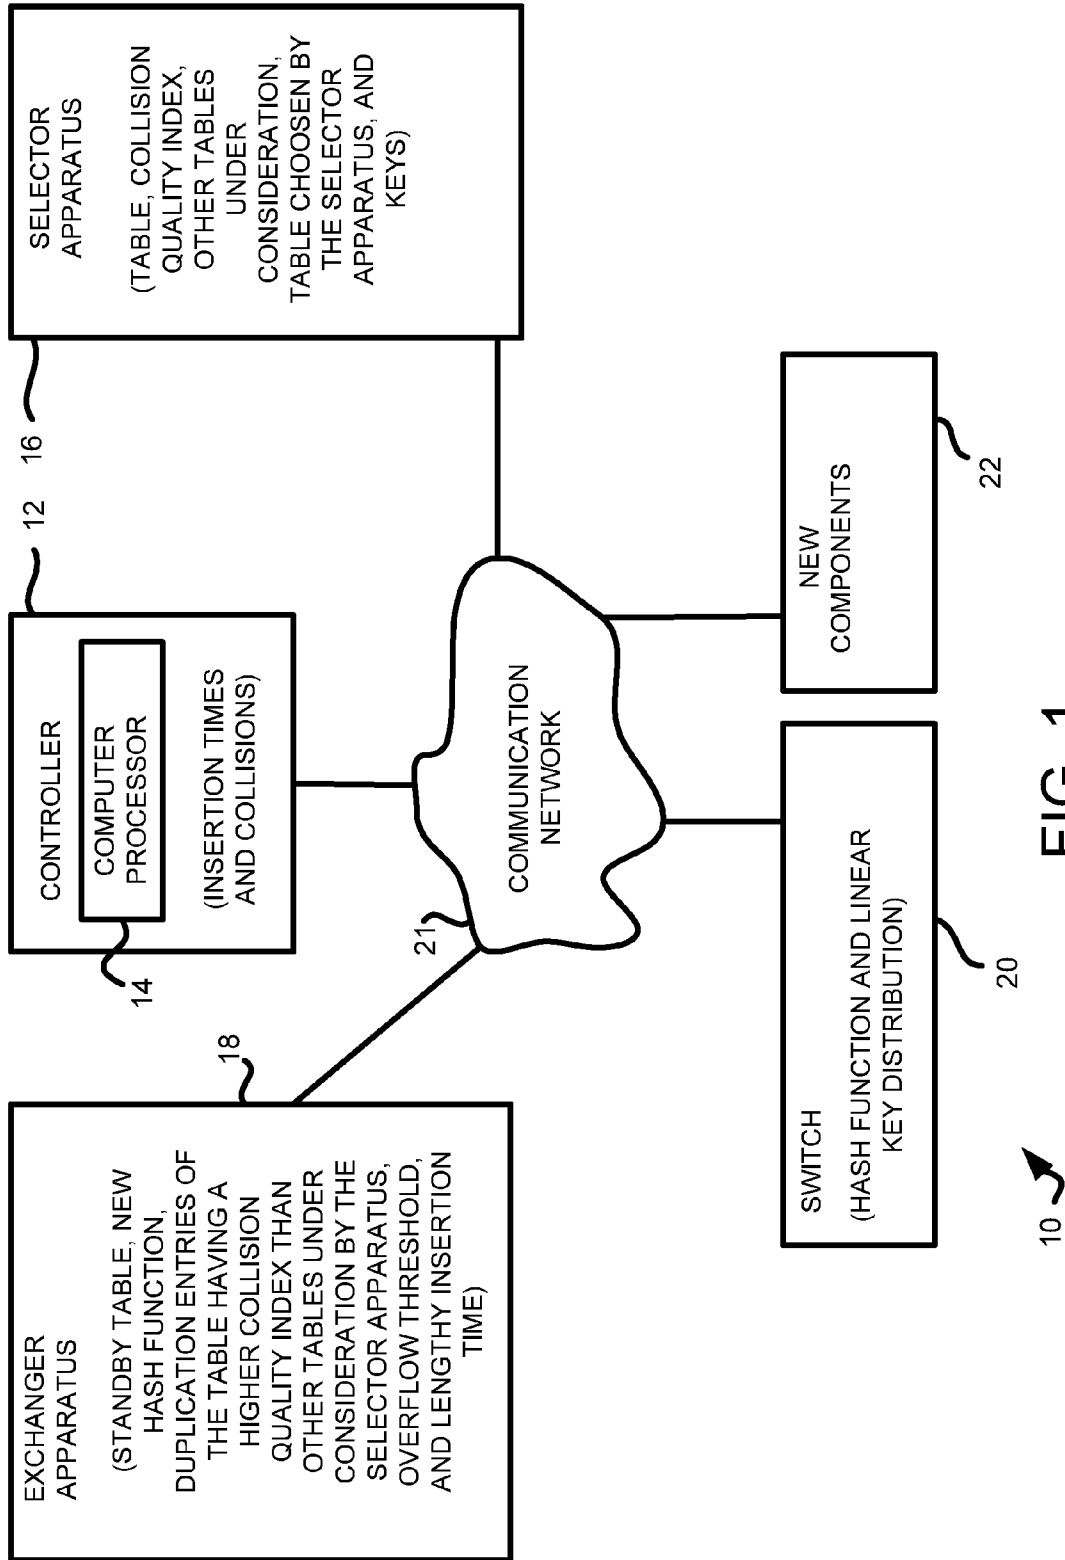 EXCHANGER
APPARATUS
(STANDBY TABLE, NEW
HASH FUNCTION,
DUPLICATION ENTRIES OF
THE TABLE HAVING A
HIGHER COLLISION
QUALITY INDEX THAN
OTHER TABLES UNDER
CONSIDERATION BY THE
SELECTOR APPARATUS,
OVERFLOW THRESHOLD,
AND LENGTHY INSERTION
TIME)
18
CONTROLLER
COMPUTER
PROCESSOR
(INSERTION TIMES
AND COLLISIONS)
14
12
16
SELECTOR
APPARATUS
(TABLE, COLLISION
QUALITY INDEX,
OTHER TABLES
UNDER
CONSIDERATION,
TABLE CHOOSEN BY
THE SELECTOR
APPARATUS, AND
KEYS)
21
COMMUNICATION
NETWORK
SWITCH
(HASH FUNCTION AND LINEAR
KEY DISTRIBUTION)
20
NEW
COMPONENTS
22
10
FIG. 1